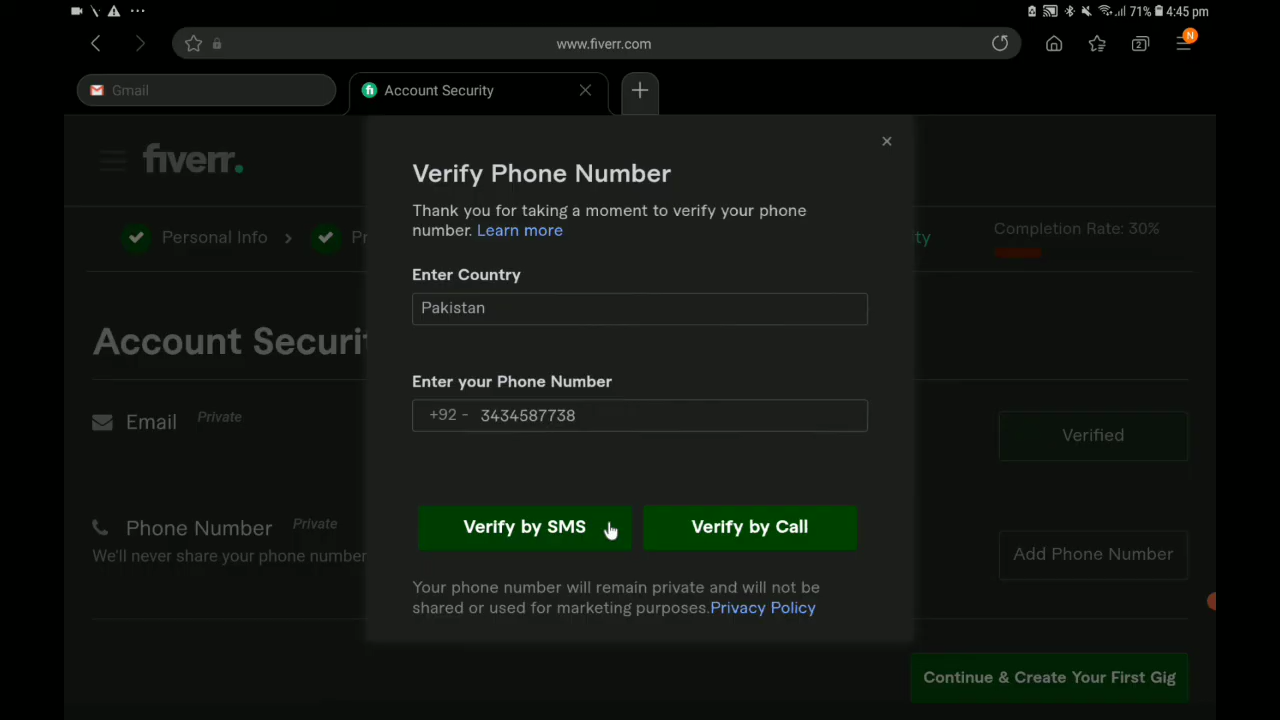 71% 4:45 pm
www.fiverr.com
2
N
Gmail
fi Account Security
fiverr.
Verify Phone Number
Thank you for taking a moment to verify your phone
number. Learn more
Personal Info
Pr
ty
Completion Rate: 30%
Enter Country
Pakistan
Account Securit
Enter your Phone Number
+92 - 3434587738
Email Private
Verified
Verify by SMS
Verify by Call
Phone Number Private
We'll never share your phone number
Add Phone Number
Your phone number will remain private and will not be
shared or used for marketing purposes.Privacy Policy
Continue & Create Your First Gig